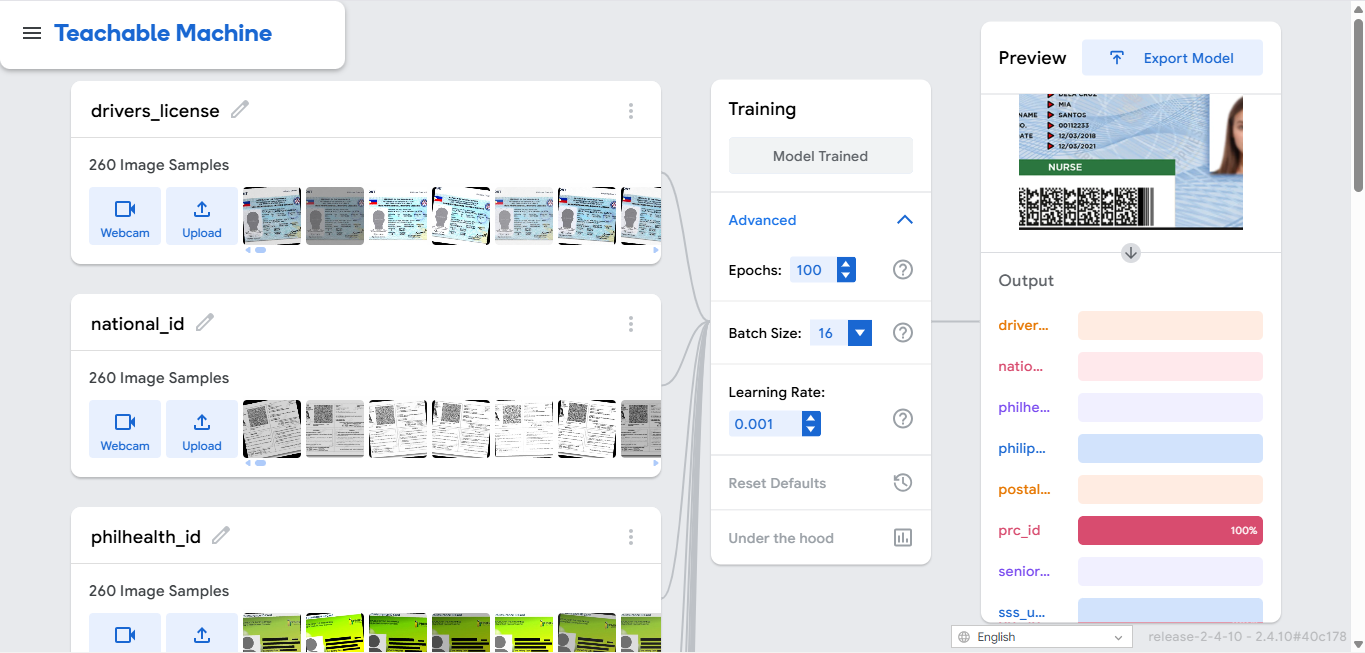 Teachable Machine
drivers_license
260 Image Samples
Webcam
Upload
national_id
260 Image Samples
Webcam
Upload
philhealth_id
260 Image Samples
Training
Model Trained
Advanced
Epochs:
100
Batch Size:
16
Learning Rate:
0.001
Reset Defaults
Under the hood
Preview
Export Model
DELA CRUZ
MIA
NAME SANTOS
O. 00112233
ATE 12/03/2018
12/03/2021
NURSE
Output
driver...
natio...
philhe...
philip...
postal...
prc_id
100%
senior...
sss_u...
English
release-2-4-10 - 2.4.10#40c178